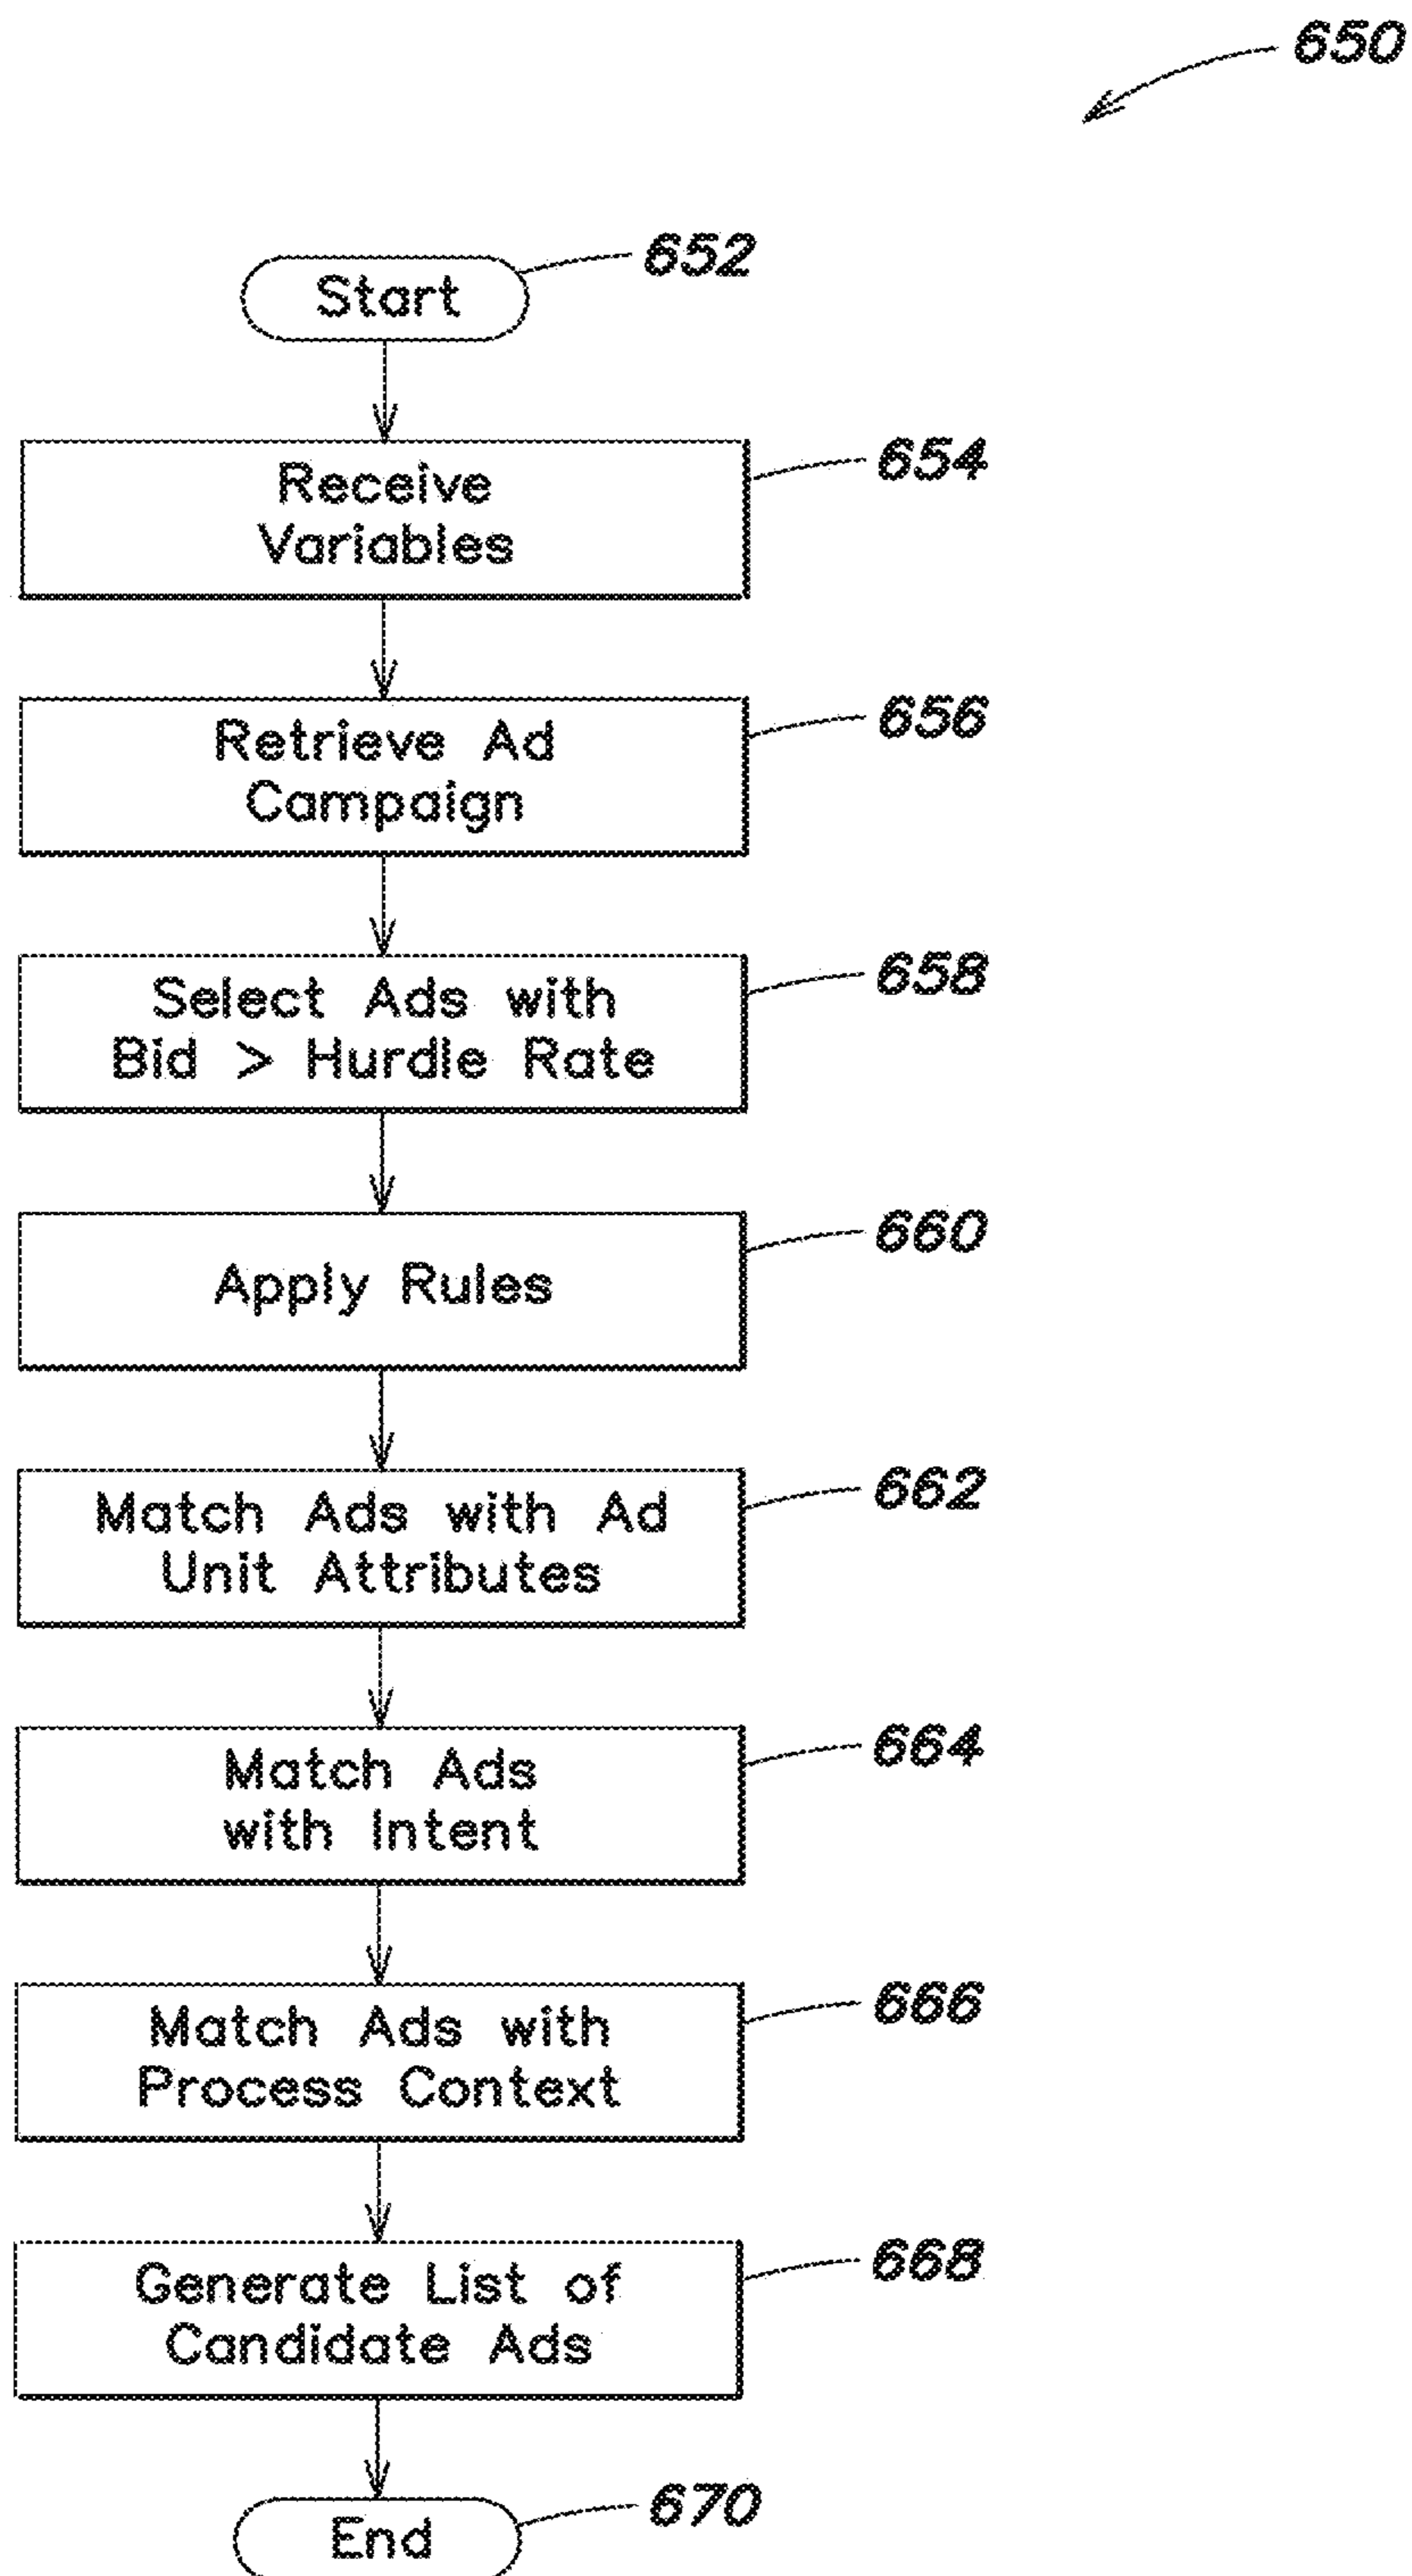 650
652
Start
654
Receive
Variables
656
Retrieve Ad
Campaign
658
Select Ads with
Bid > Hurdle Rate
660
Apply Rules
662
Match Ads with Ad
Unit Attributes
664
Match Ads
with Intent
666
Match Ads with
Process Context
668
Generate List of
Candidate Ads
670
End